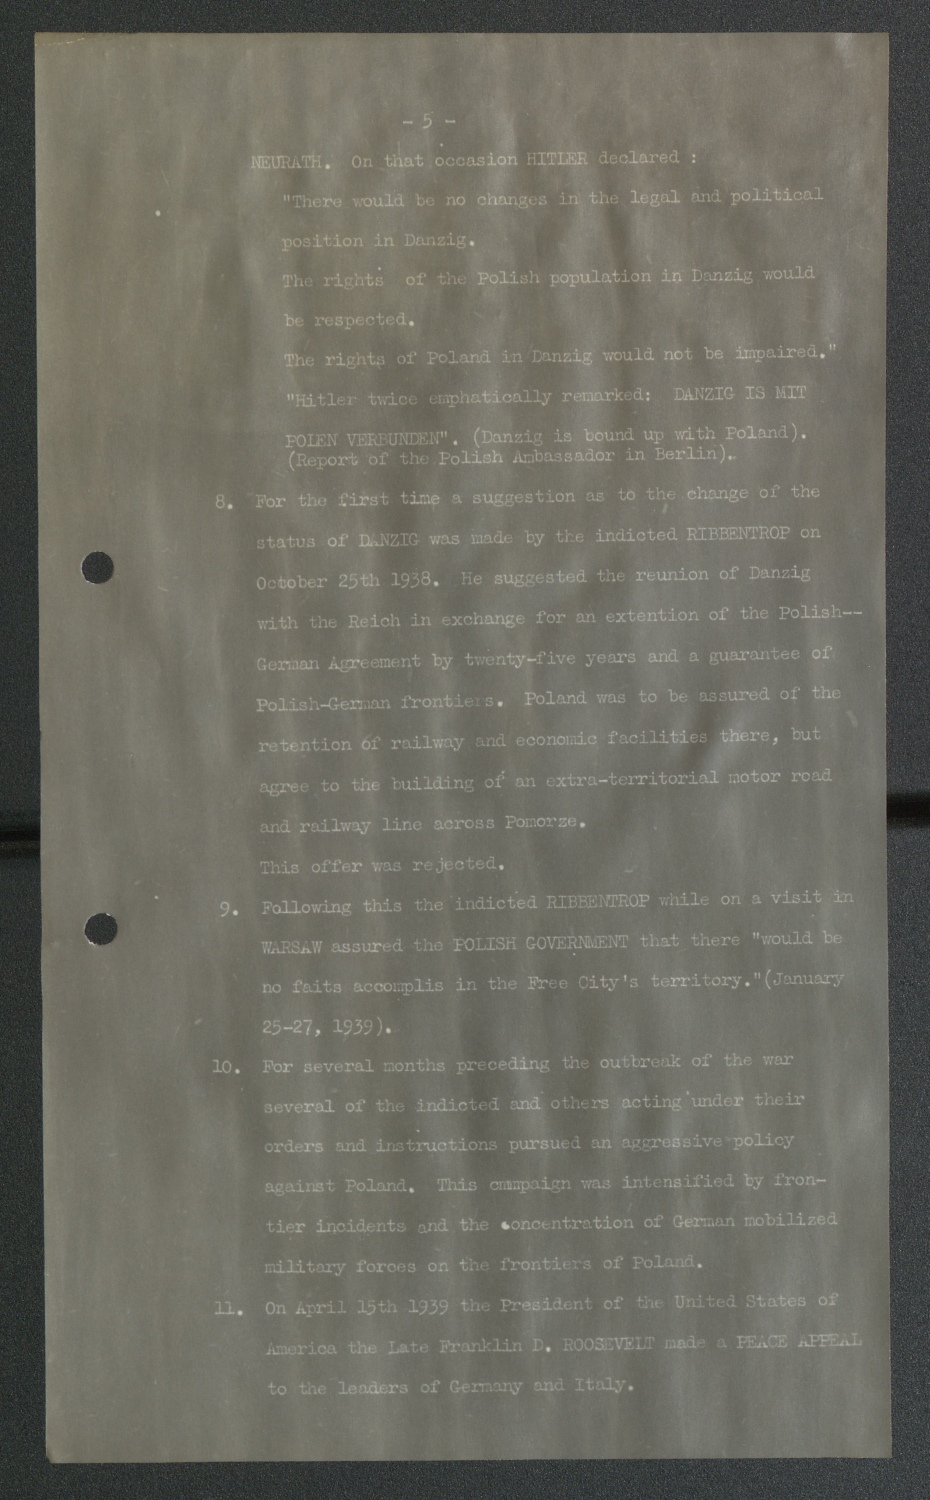 - 5 -
NEURATH. On that occasion HITLER declared :
"There would be no changes in the legal and political
position in Danzig.
The rights of the Polish population in Danzig would
be respected.
The rights of Poland in Danzig would not be impaired."
"Hitler twice emphatically remarked: DANZIG IS MIT
POLEN VERBUNDEN". (Danzig is bound up with Poland).
(Report of the Polish Ambassador in Berlin).
8. For the first time a suggestion as to the change of the
status of DANZIG was made by the indicted RIBBENTROP on
October 25th 1938. He suggested the reunion of Danzig
with the Reich in exchange for an extention of the Polish--
German Agreement by twenty-five years and a guarantee of
Polish-German frontiers. Poland was to be assured of the
retention of railway and economic facilities there, but
agree to the building of an extra-territorial motor road
and railway line across Pomorze.
This offer was rejected.
9. Following this the indicted RIBBENTROP while on a visit in
WARSAW assured the POLISH GOVERNMENT that there "would be
no faits accomplis in the Free City's territory."(January
25-27, 1939).
10. For several months preceding the outbreak of the war
several of the indicted and others acting under their
orders and instructions pursued an aggressive policy
against Poland. This cmmpaign was intensified by fron-
tier incidents and the concentration of German mobilized
military forces on the frontiers of Poland.
11. On April 15th 1939 the President of the United States of
America the Late Franklin D. ROOSEVELT made a PEACE APPEAL
to the leaders of Germany and Italy.